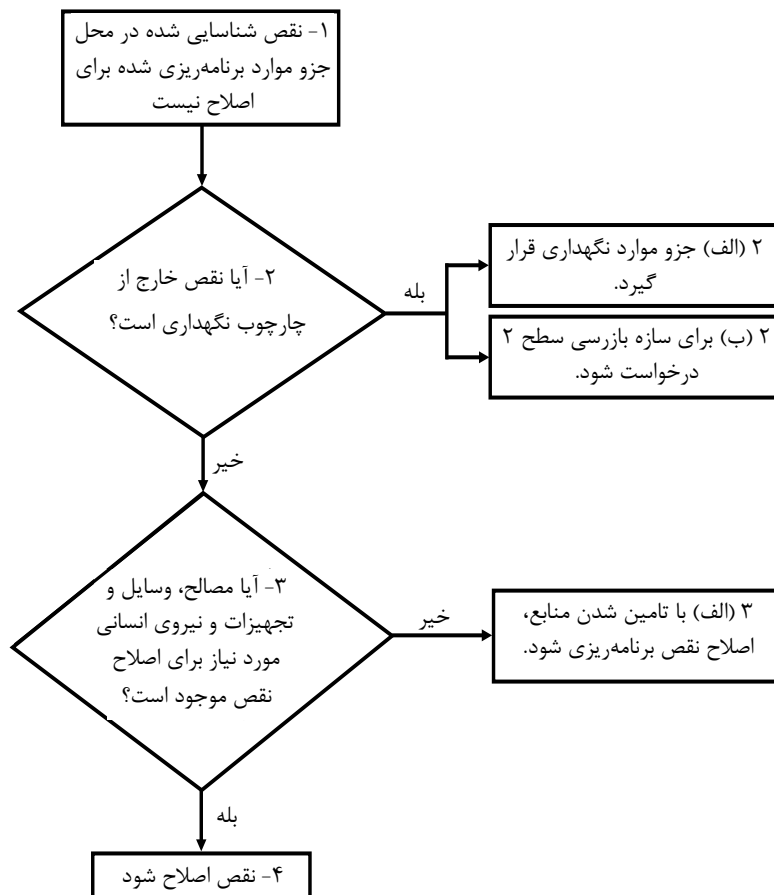 ۱- نقص شناسایی شده در محل
جزو موارد برنامه‌ریزی شده برای
اصلاح نیست
۲- آیا نقص خارج از
چارچوب نگهداری است؟
بله
۲ (الف) جزو موارد نگهداری قرار
گیرد.
۲ (ب) برای سازه بازرسی سطح ۲
درخواست شود.
خیر
۳- آیا مصالح، وسایل و
تجهیزات و نیروی انسانی
مورد نیاز برای اصلاح
نقص موجود است؟
خیر
۳ (الف) با تامین شدن منابع،
اصلاح نقص برنامه‌ریزی شود.
بله
۴- نقص اصلاح شود